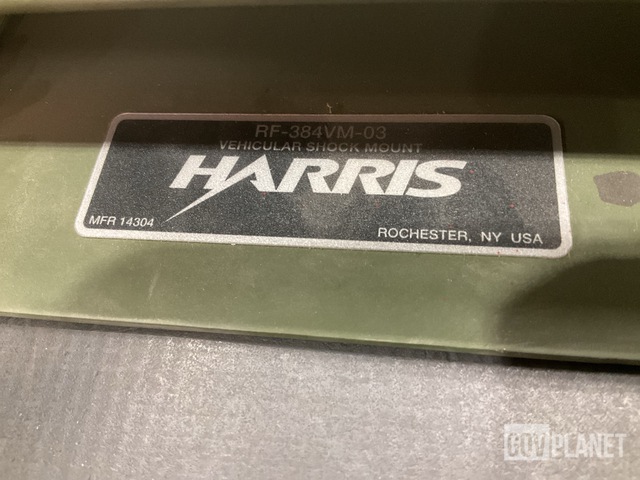 RF-384VM-03
VEHICULAR SHOCK MOUNT
HARRIS
MFR 14304
ROCHESTER, NY USA
GOVPLANET